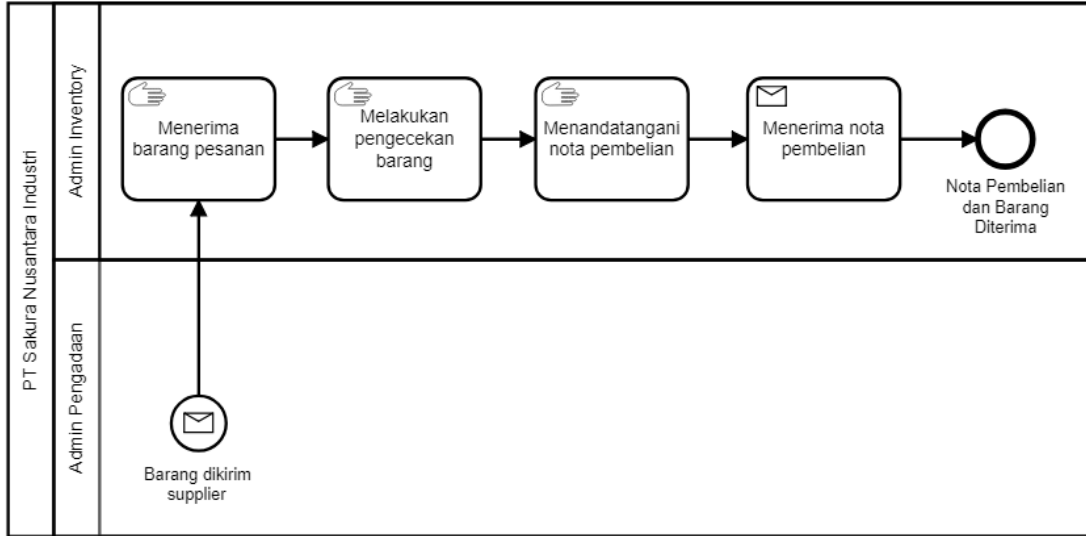 PT Sakura Nusantara Industri
Admin Inventory
Menerima
barang pesanan
Melakukan
pengecekan
barang
Menandatangani
nota pembelian
Menerima nota
pembelian
Nota Pembelian
dan Barang
Diterima
Admin Pengadaan
Barang dikirim
supplier